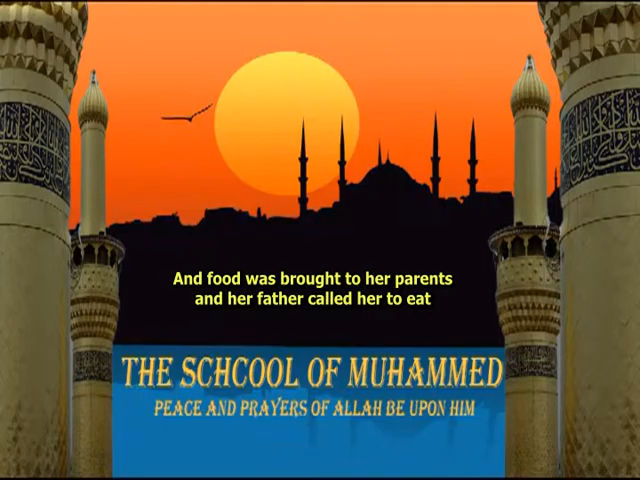 And food was brought to her parents
and her father called her to eat
THE SCHCOOL OF MUHAMMED
PEACE AND PRAYERS OF ALLAH BE UPON HIM